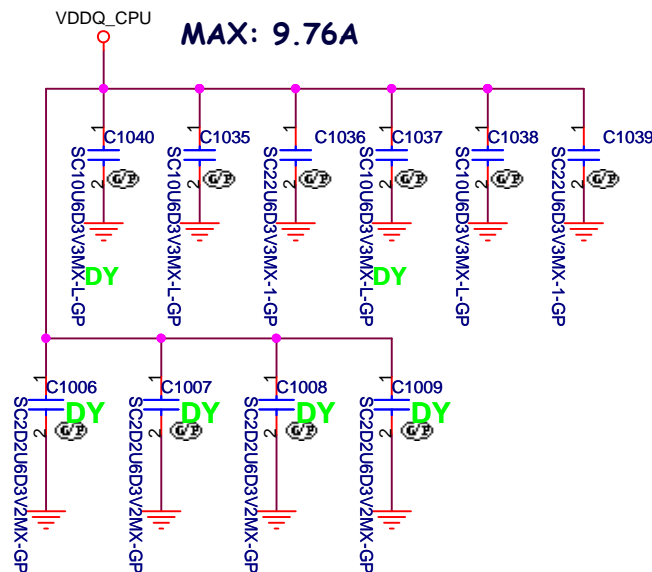 VDDQ_CPU
MAX: 9.76A
1
C1040
2
G/P
SC10U6D3V3MX-L-GP
DY
1
C1035
2
G/P
SC10U6D3V3MX-L-GP
1
C1036
2
G/P
SC22U6D3V3MX-1-GP
1
C1037
2
G/P
SC10U6D3V3MX-L-GP
DY
1
C1038
2
G/P
SC10U6D3V3MX-L-GP
1
C1039
2
G/P
SC22U6D3V3MX-1-GP
1
C1006
DY
2
G/P
SC2D2U6D3V2MX-GP
1
C1007
DY
2
G/P
SC2D2U6D3V2MX-GP
1
C1008
DY
2
G/P
SC2D2U6D3V2MX-GP
1
C1009
DY
2
G/P
SC2D2U6D3V2MX-GP